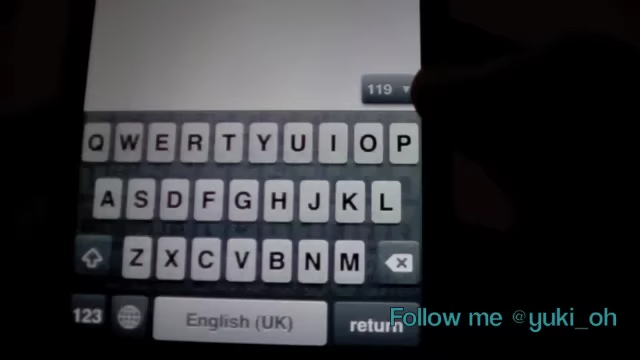 119
Q W E R T Y U I O P
A S D F G H J K L
Z X C V B N M
123 English (UK) return
Follow me @yuki_oh